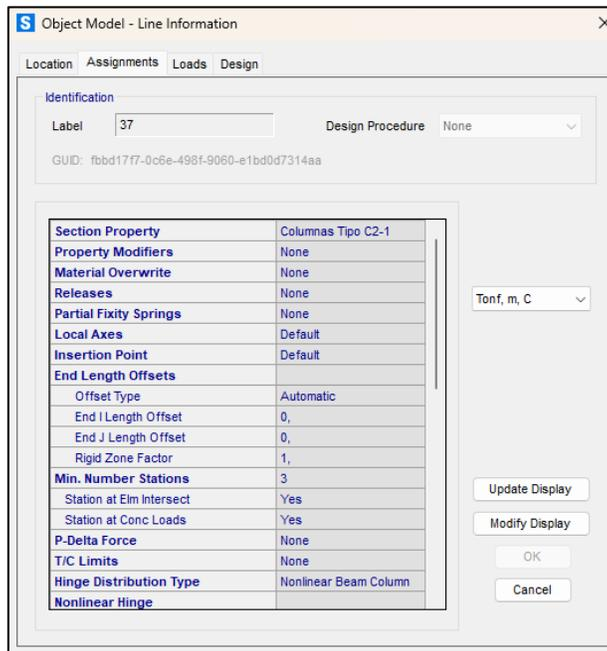 S Object Model - Line Information
Location Assignments Loads Design
Identification
Label 37 Design Procedure None
GUID: fbbd17f7-0c6e-498f-9060-e1bd0d7314aa
Section Property Columnas Tipo C2-1
Property Modifiers None
Material Overwrite None
Releases None
Partial Fixity Springs None
Local Axes Default
Insertion Point Default
End Length Offsets
Offset Type Automatic
End I Length Offset 0,
End J Length Offset 0,
Rigid Zone Factor 1,
Min. Number Stations 3
Station at Elm Intersect Yes
Station at Conc Loads Yes
P-Delta Force None
T/C Limits None
Hinge Distribution Type Nonlinear Beam Column
Nonlinear Hinge
Tonf, m, C
Update Display
Modify Display
OK
Cancel